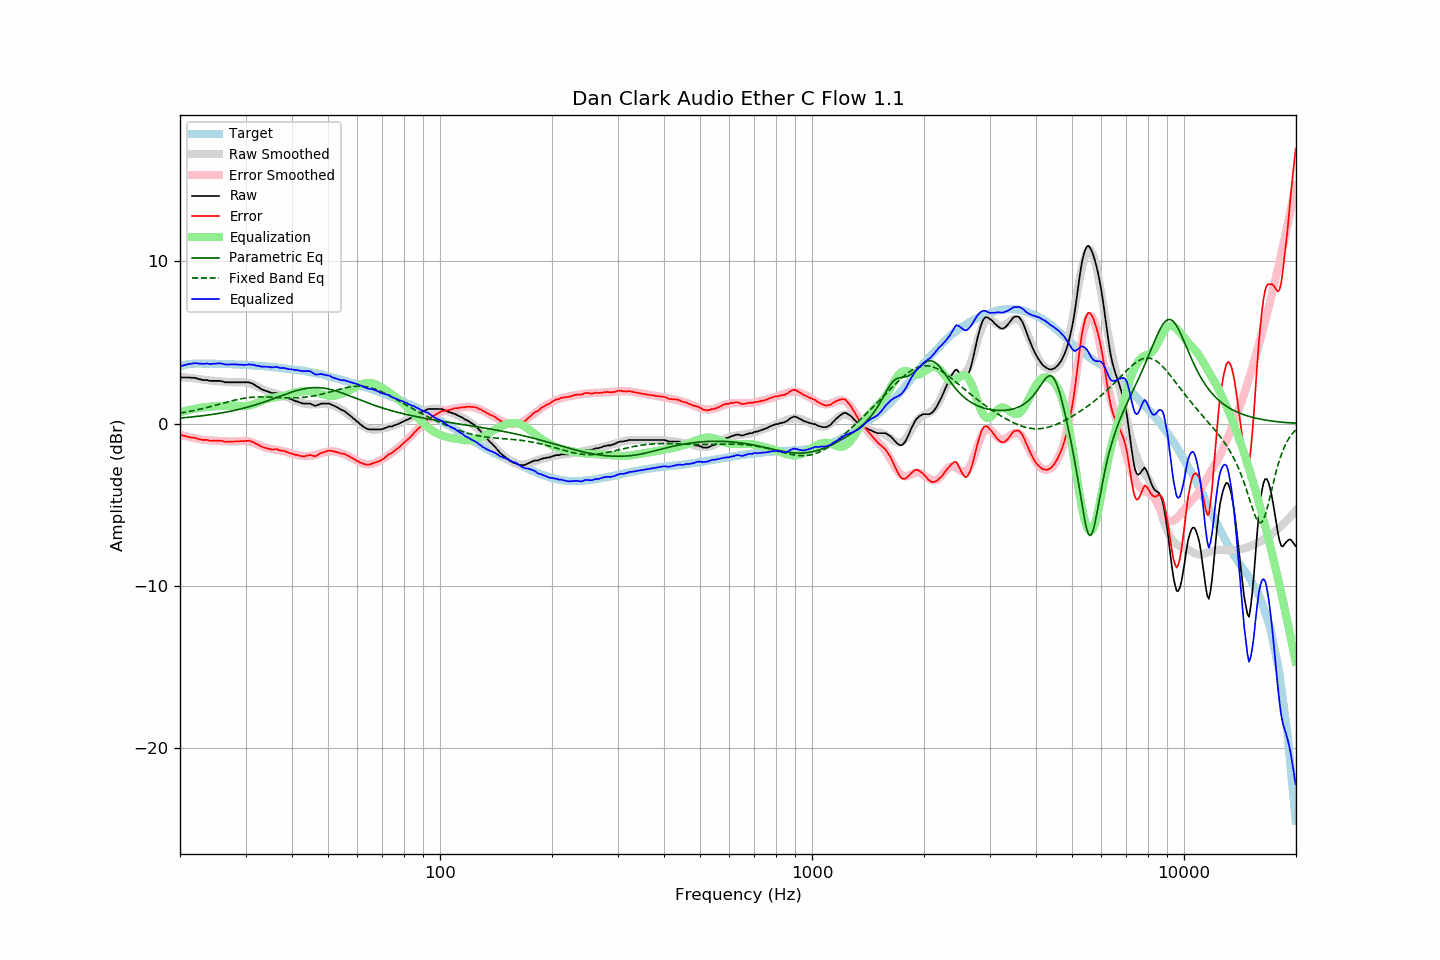 Dan Clark Audio Ether C Flow 1.1
Target
Raw Smoothed
Error Smoothed
Raw
Error
Equalization
Parametric Eq
Fixed Band Eq
Equalized
10
0
−10
−20
Amplitude (dBr)
100
1000
10000
Frequency (Hz)